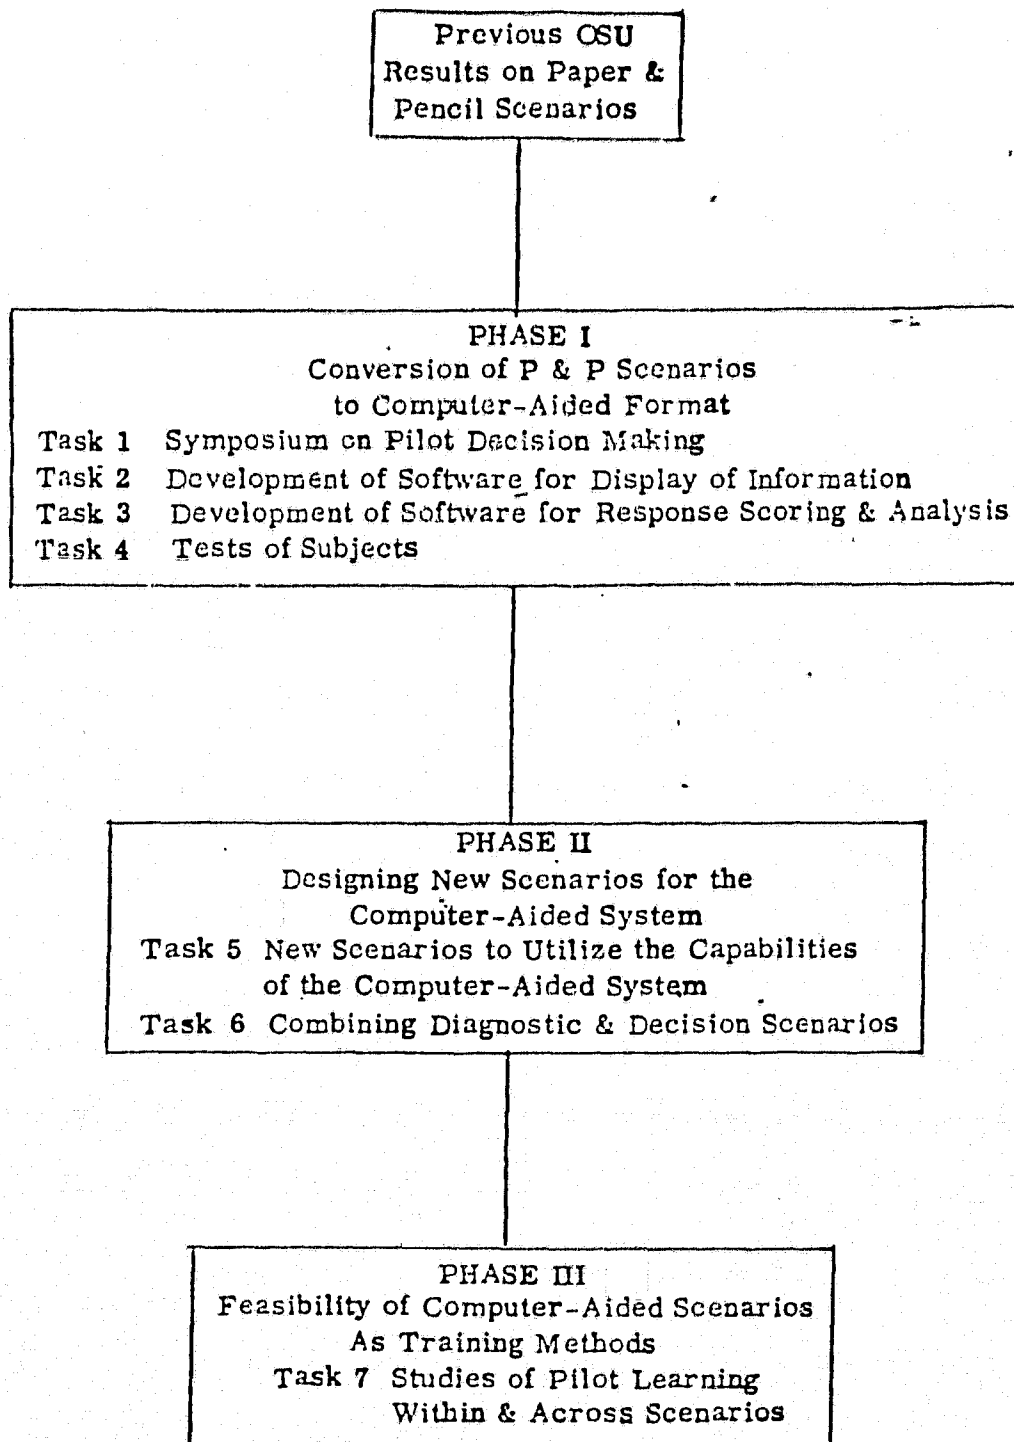 Previous OSU
Results on Paper &
Pencil Scenarios
PHASE I
Conversion of P & P Scenarios
to Computer-Aided Format
Task 1 Symposium on Pilot Decision Making
Task 2 Development of Software for Display of Information
Task 3 Development of Software for Response Scoring & Analysis
Task 4 Tests of Subjects
PHASE II
Designing New Scenarios for the
Computer-Aided System
Task 5 New Scenarios to Utilize the Capabilities
of the Computer-Aided System
Task 6 Combining Diagnostic & Decision Scenarios
PHASE III
Feasibility of Computer-Aided Scenarios
As Training Methods
Task 7 Studies of Pilot Learning
Within & Across Scenarios